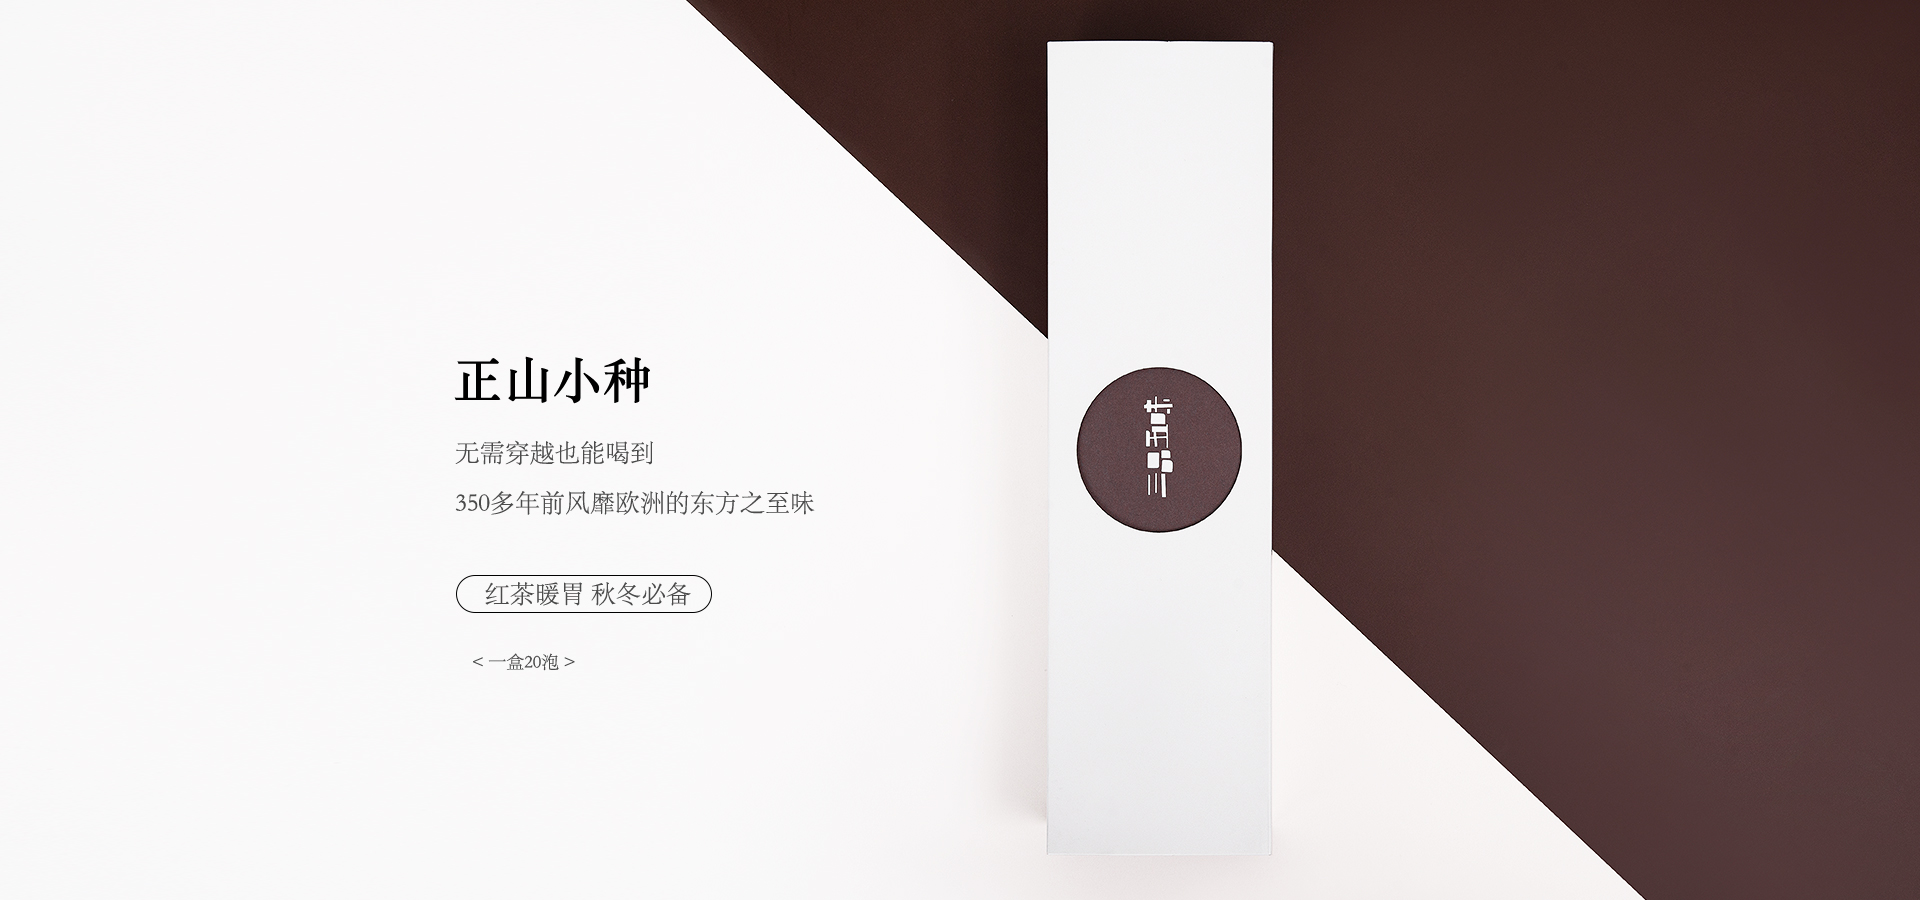 正山小种
无需穿越也能喝到
350多年前风靡欧洲的东方之至味
红茶暖胃 秋冬必备
< 一盒20泡 >